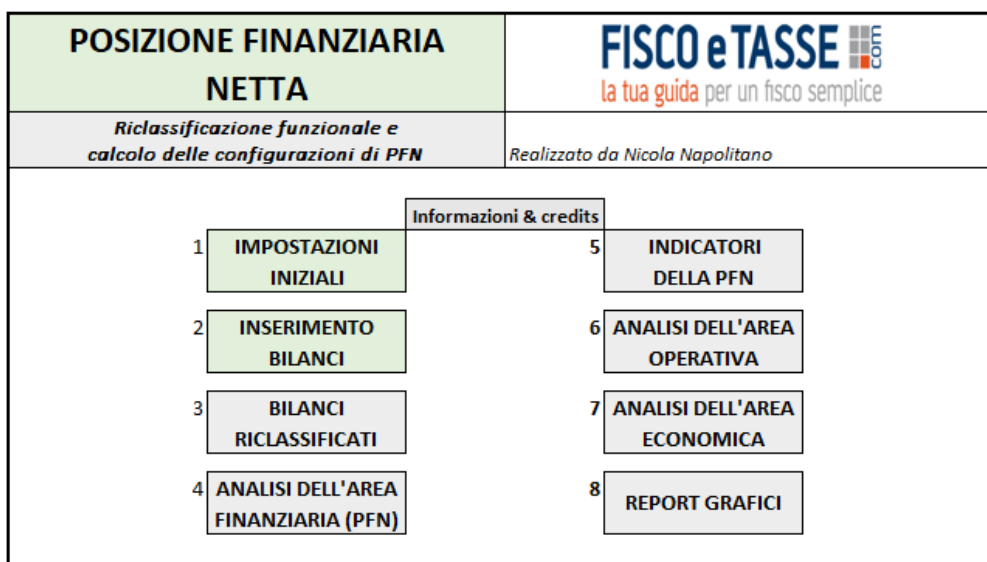 POSIZIONE FINANZIARIA
NETTA
FISCO e TASSE .com
la tua guida per un fisco semplice
Riclassificazione funzionale e
calcolo delle configurazioni di PFN
Realizzato da Nicola Napolitano
Informazioni & credits
1 IMPOSTAZIONI
INIZIALI
5 INDICATORI
DELLA PFN
2 INSERIMENTO
BILANCI
6 ANALISI DELL'AREA
OPERATIVA
3 BILANCI
RICLASSIFICATI
7 ANALISI DELL'AREA
ECONOMICA
4 ANALISI DELL'AREA
FINANZIARIA (PFN)
8 REPORT GRAFICI